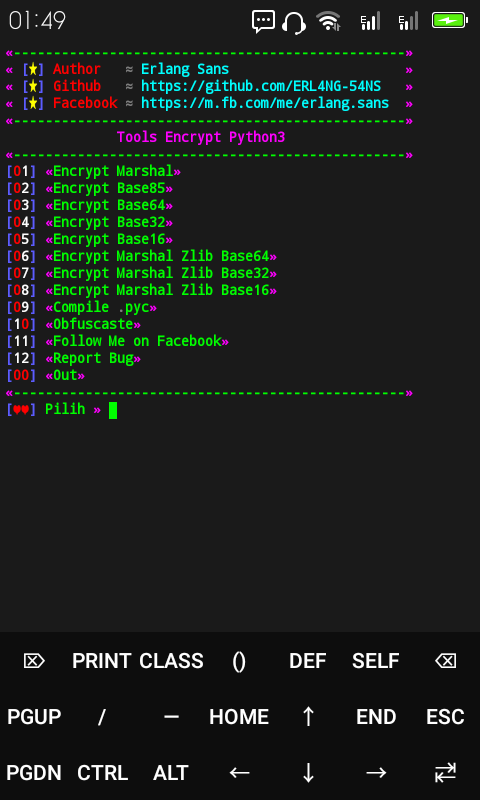 01:49
«------------------------------------------------»
« [★] Author ≈ Erlang Sans »
« [★] Github ≈ https://github.com/ERL4NG-54NS »
« [★] Facebook ≈ https://m.fb.com/me/erlang.sans »
«------------------------------------------------»
Tools Encrypt Python3
«------------------------------------------------»
[01] «Encrypt Marshal»
[02] «Encrypt Base85»
[03] «Encrypt Base64»
[04] «Encrypt Base32»
[05] «Encrypt Base16»
[06] «Encrypt Marshal Zlib Base64»
[07] «Encrypt Marshal Zlib Base32»
[08] «Encrypt Marshal Zlib Base16»
[09] «Compile .pyc»
[10] «Obfuscaste»
[11] «Follow Me on Facebook»
[12] «Report Bug»
[00] «Out»
«------------------------------------------------»
[♥♥] Pilih »
PRINT CLASS () DEF SELF
PGUP / — HOME ↑ END ESC
PGDN CTRL ALT ← ↓ →